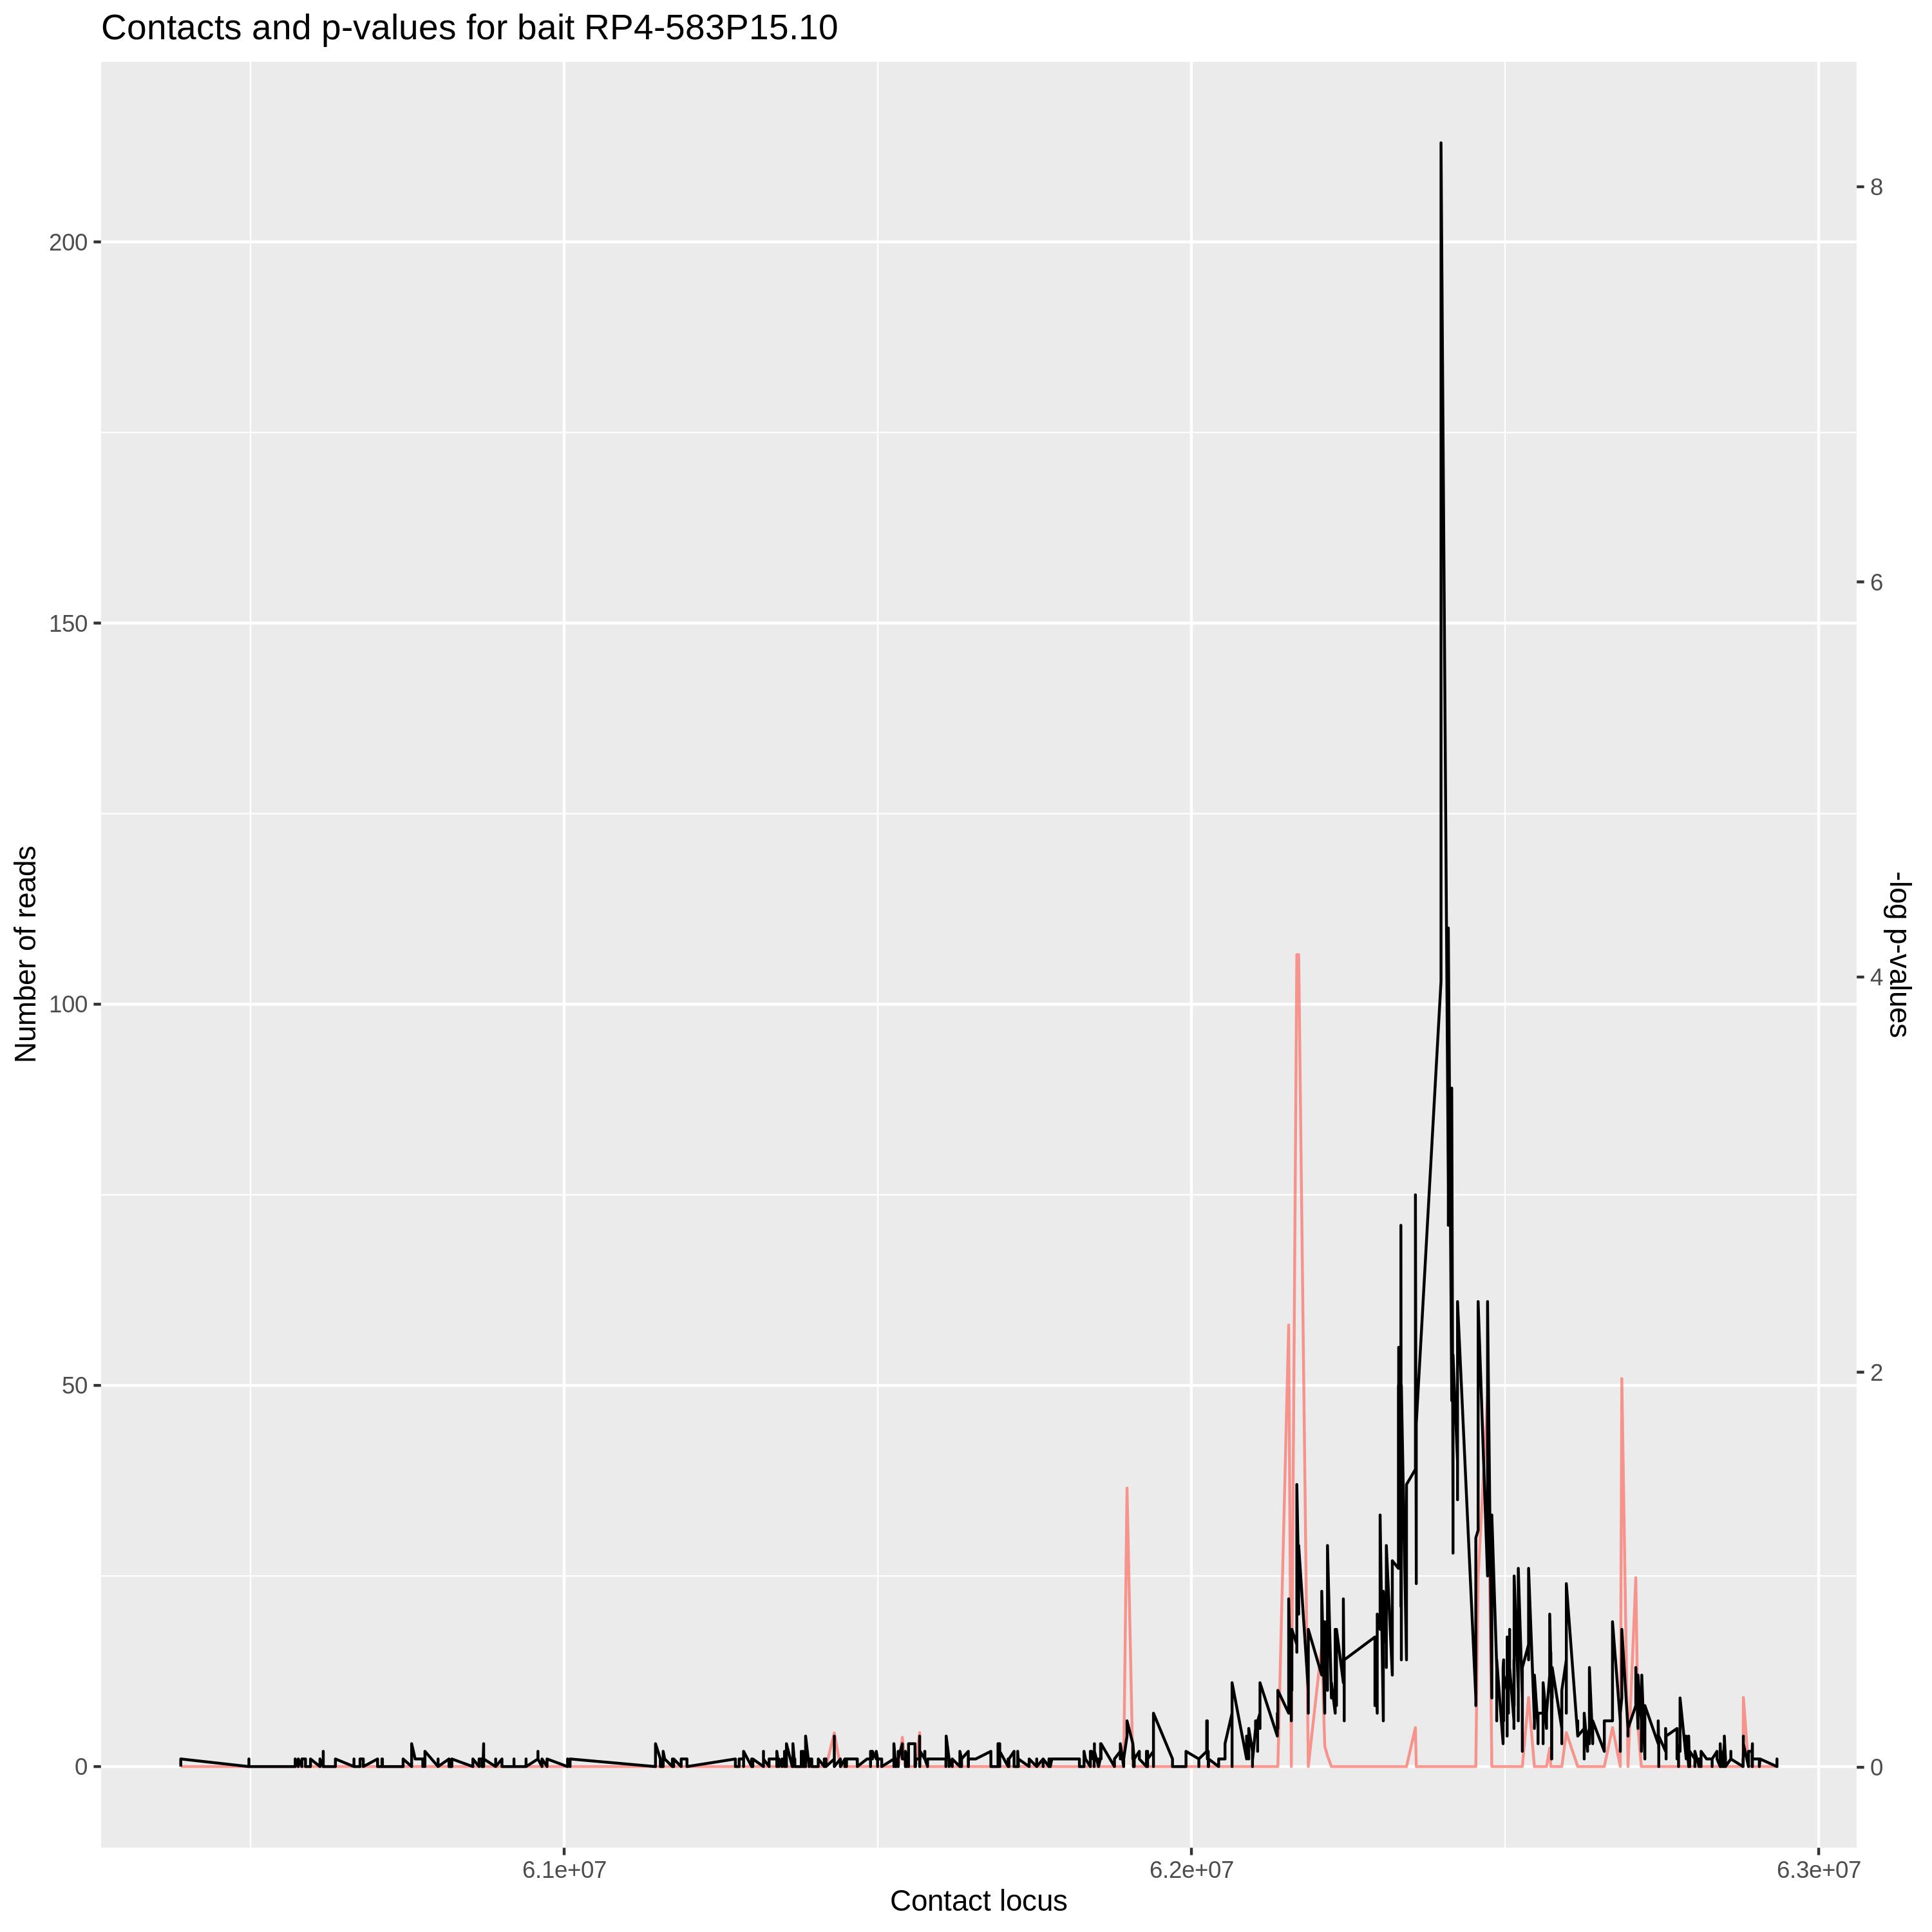 Contacts and p-values for bait RP4-583P15.10
200
150
100
50
0
Number of reads
8
6
4
2
0
-log p-values
6.1e+07
6.2e+07
6.3e+07
Contact locus